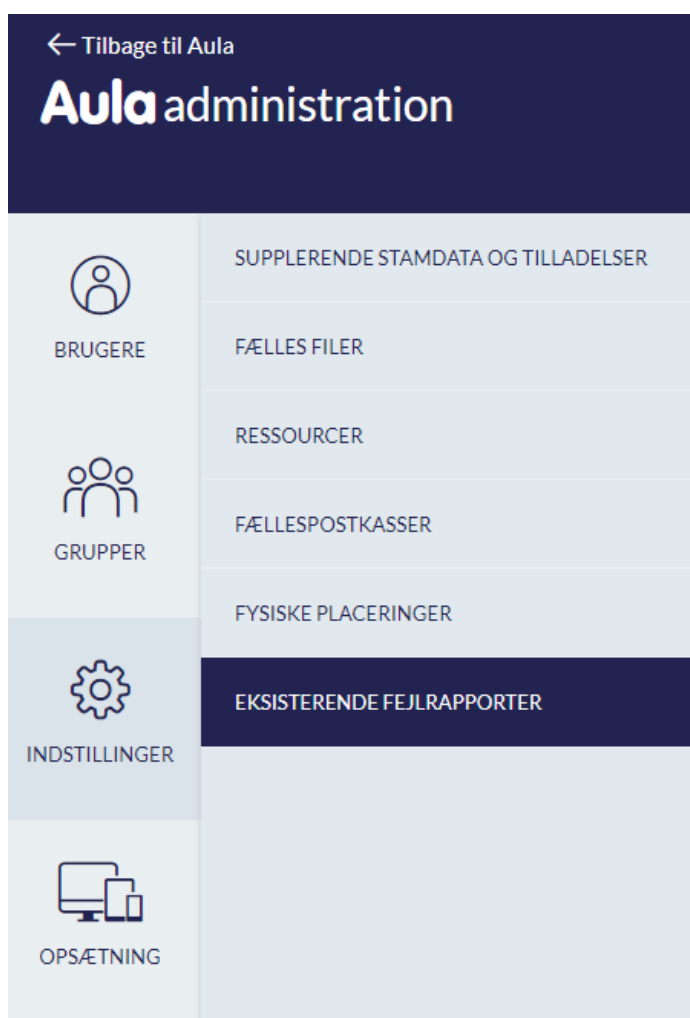 ← Tilbage til Aula
Aula administration
BRUGERE
GRUPPER
INDSTILLINGER
OPSÆTNING
SUPPLERENDE STAMDATA OG TILLADELSER
FÆLLES FILER
RESSOURCER
FÆLLESPOSTKASSER
FYSISKE PLACERINGER
EKSISTERENDE FEJLRAPPORTER